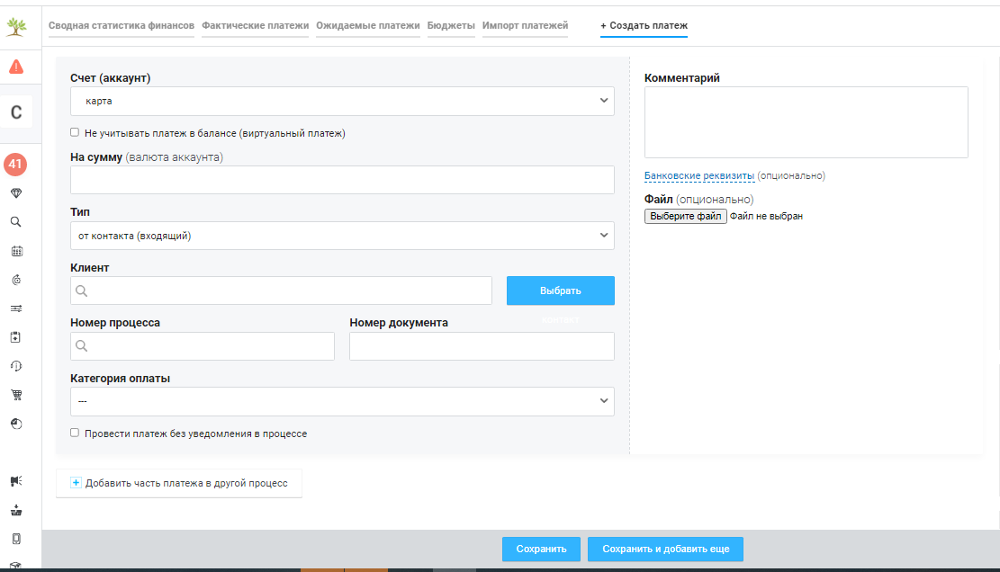 Сводная статистика финансов Фактические платежи Ожидаемые платежи Бюджеты Импорт платежей + Создать платеж
Счет (аккаунт)
карта
Не учитывать платеж в балансе (виртуальный платеж)
На сумму (валюта аккаунта)
Тип
от контакта (входящий)
Клиент
Выбрать
Номер процесса Номер документа
Категория оплаты
---
Провести платеж без уведомления в процессе
+ Добавить часть платежа в другой процесс
Комментарий
Банковские реквизиты (опционально)
Файл (опционально)
Выберите файл Файл не выбран
C
41
Сохранить Сохранить и добавить еще